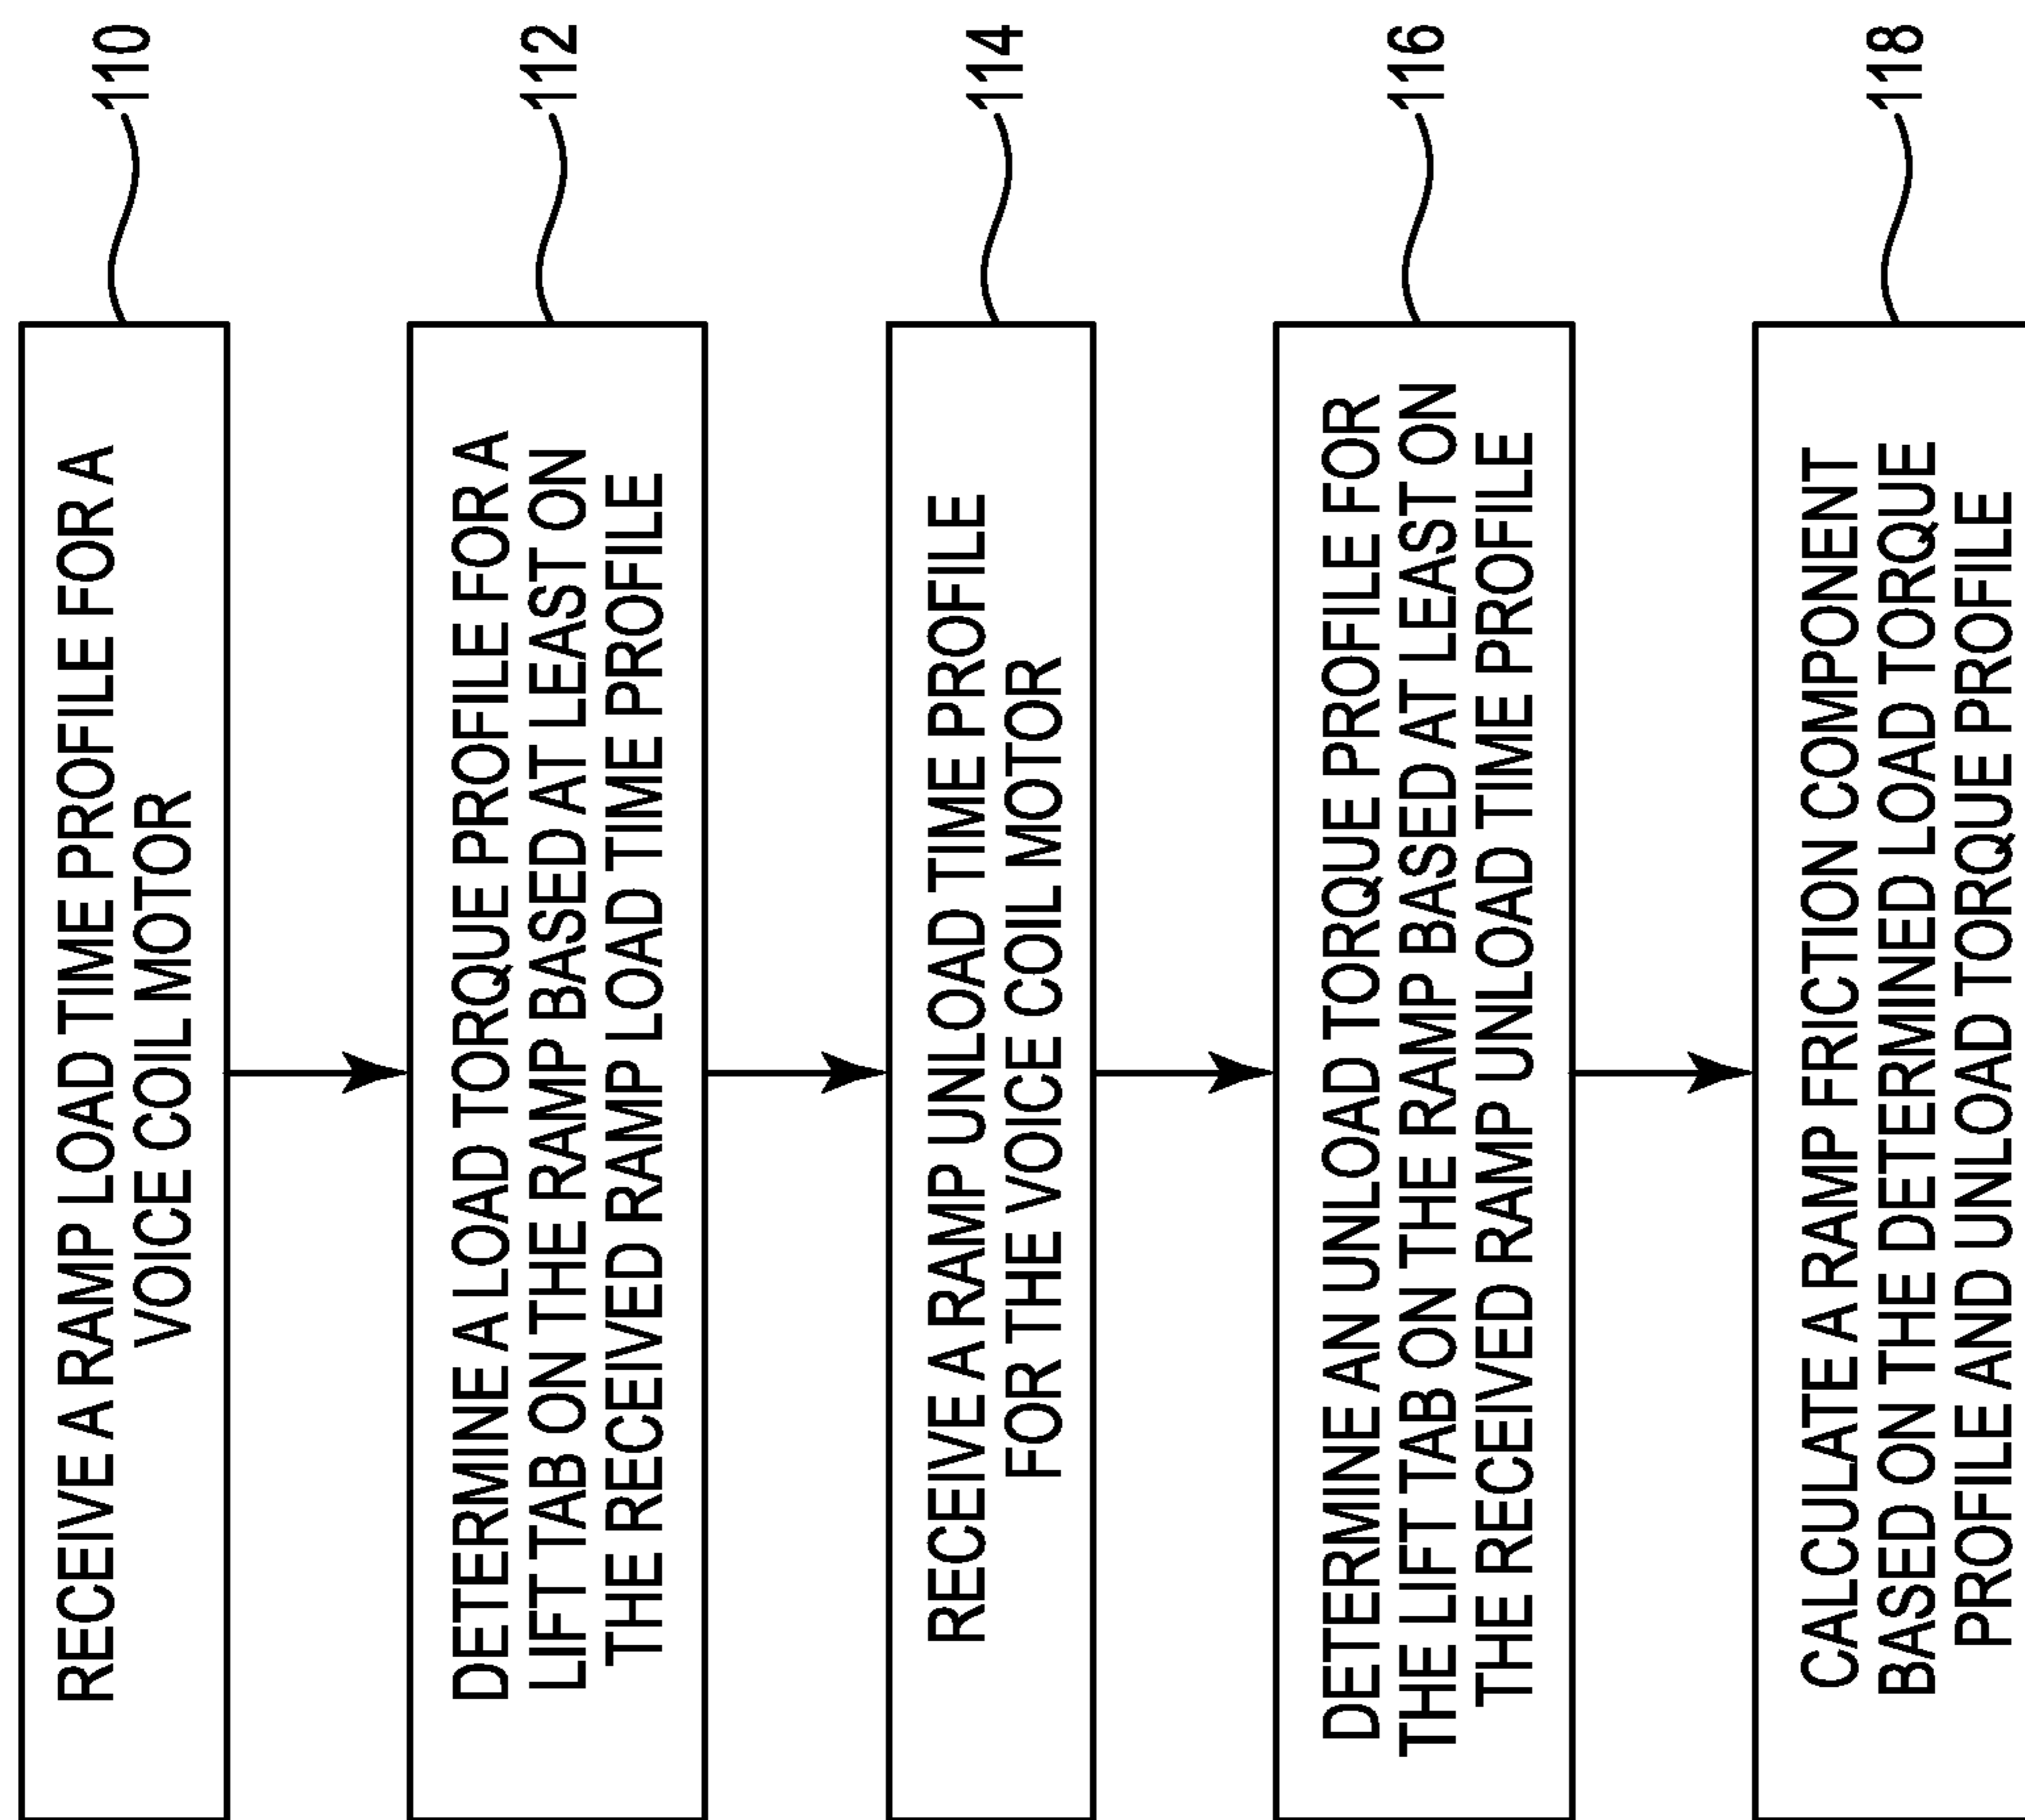 RECEIVE A RAMP LOAD TIME PROFILE FOR A
VOICE COIL MOTOR
110
DETERMINE A LOAD TORQUE PROFILE FOR A
LIFT TAB ON THE RAMP BASED AT LEAST ON
THE RECEIVED RAMP LOAD TIME PROFILE
112
RECEIVE A RAMP UNLOAD TIME PROFILE
FOR THE VOICE COIL MOTOR
114
DETERMINE AN UNLOAD TORQUE PROFILE FOR
THE LIFT TAB ON THE RAMP BASED AT LEAST ON
THE RECEIVED RAMP UNLOAD TIME PROFILE
116
CALCULATE A RAMP FRICTION COMPONENT
BASED ON THE DETERMINED LOAD TORQUE
PROFILE AND UNLOAD TORQUE PROFILE
118